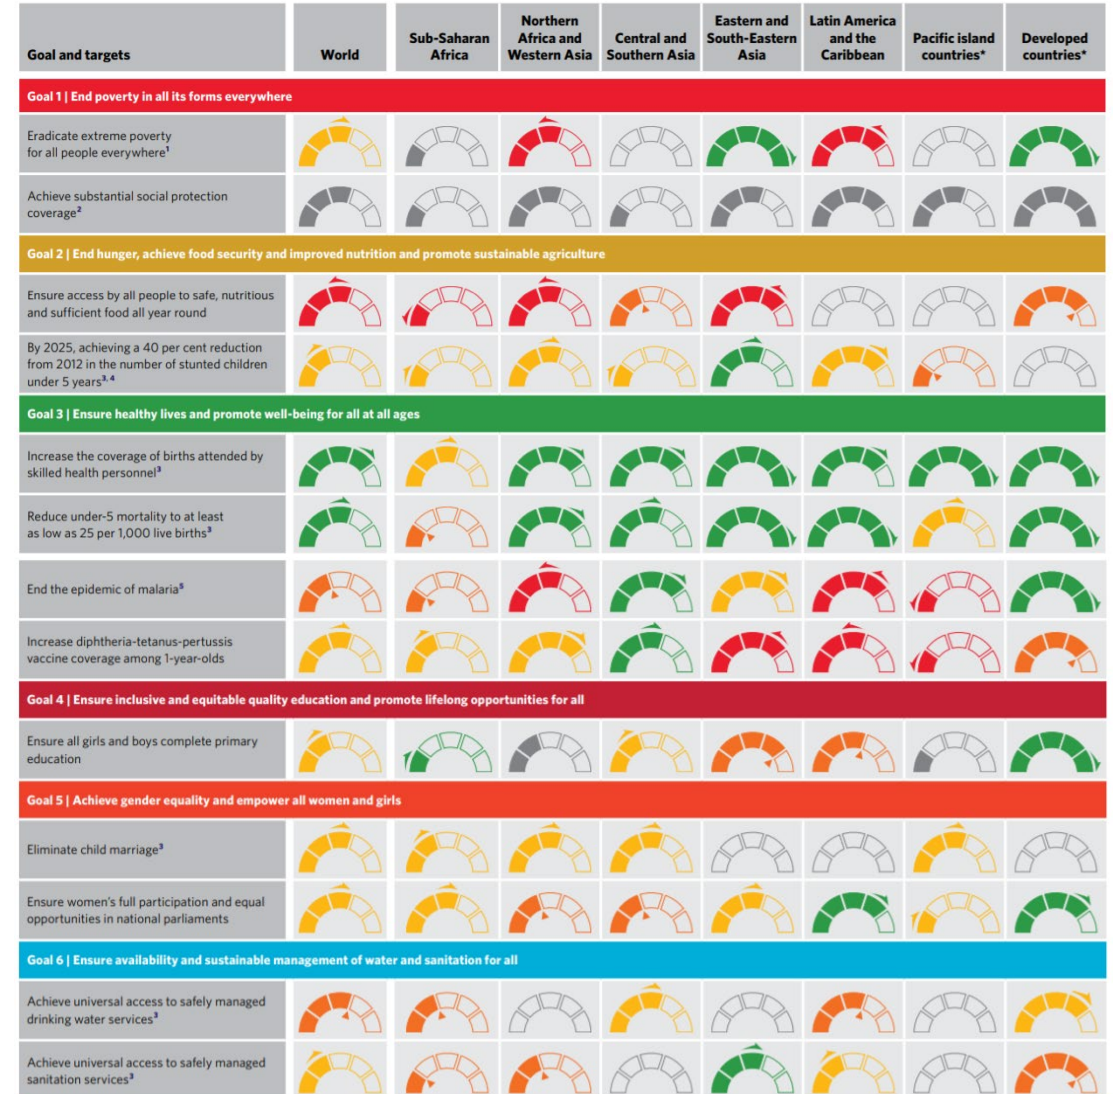 Goal and targets
World
Sub-Saharan
Africa
Northern
Africa and
Western Asia
Central and
Southern Asia
Eastern and
South-Eastern
Asia
Latin America
and the
Caribbean
Pacific island
countries*
Developed
countries*
Goal 1 | End poverty in all its forms everywhere
Eradicate extreme poverty
for all people everywhere¹
Achieve substantial social protection
coverage²
Goal 2 | End hunger, achieve food security and improved nutrition and promote sustainable agriculture
Ensure access by all people to safe, nutritious
and sufficient food all year round
By 2025, achieving a 40 per cent reduction
from 2012 in the number of stunted children
under 5 years³,⁴
Goal 3 | Ensure healthy lives and promote well-being for all at all ages
Increase the coverage of births attended by
skilled health personnel³
Reduce under-5 mortality to at least
as low as 25 per 1,000 live births³
End the epidemic of malaria⁵
Increase diphtheria-tetanus-pertussis
vaccine coverage among 1-year-olds
Goal 4 | Ensure inclusive and equitable quality education and promote lifelong opportunities for all
Ensure all girls and boys complete primary
education
Goal 5 | Achieve gender equality and empower all women and girls
Eliminate child marriage³
Ensure women's full participation and equal
opportunities in national parliaments
Goal 6 | Ensure availability and sustainable management of water and sanitation for all
Achieve universal access to safely managed
drinking water services³
Achieve universal access to safely managed
sanitation services³